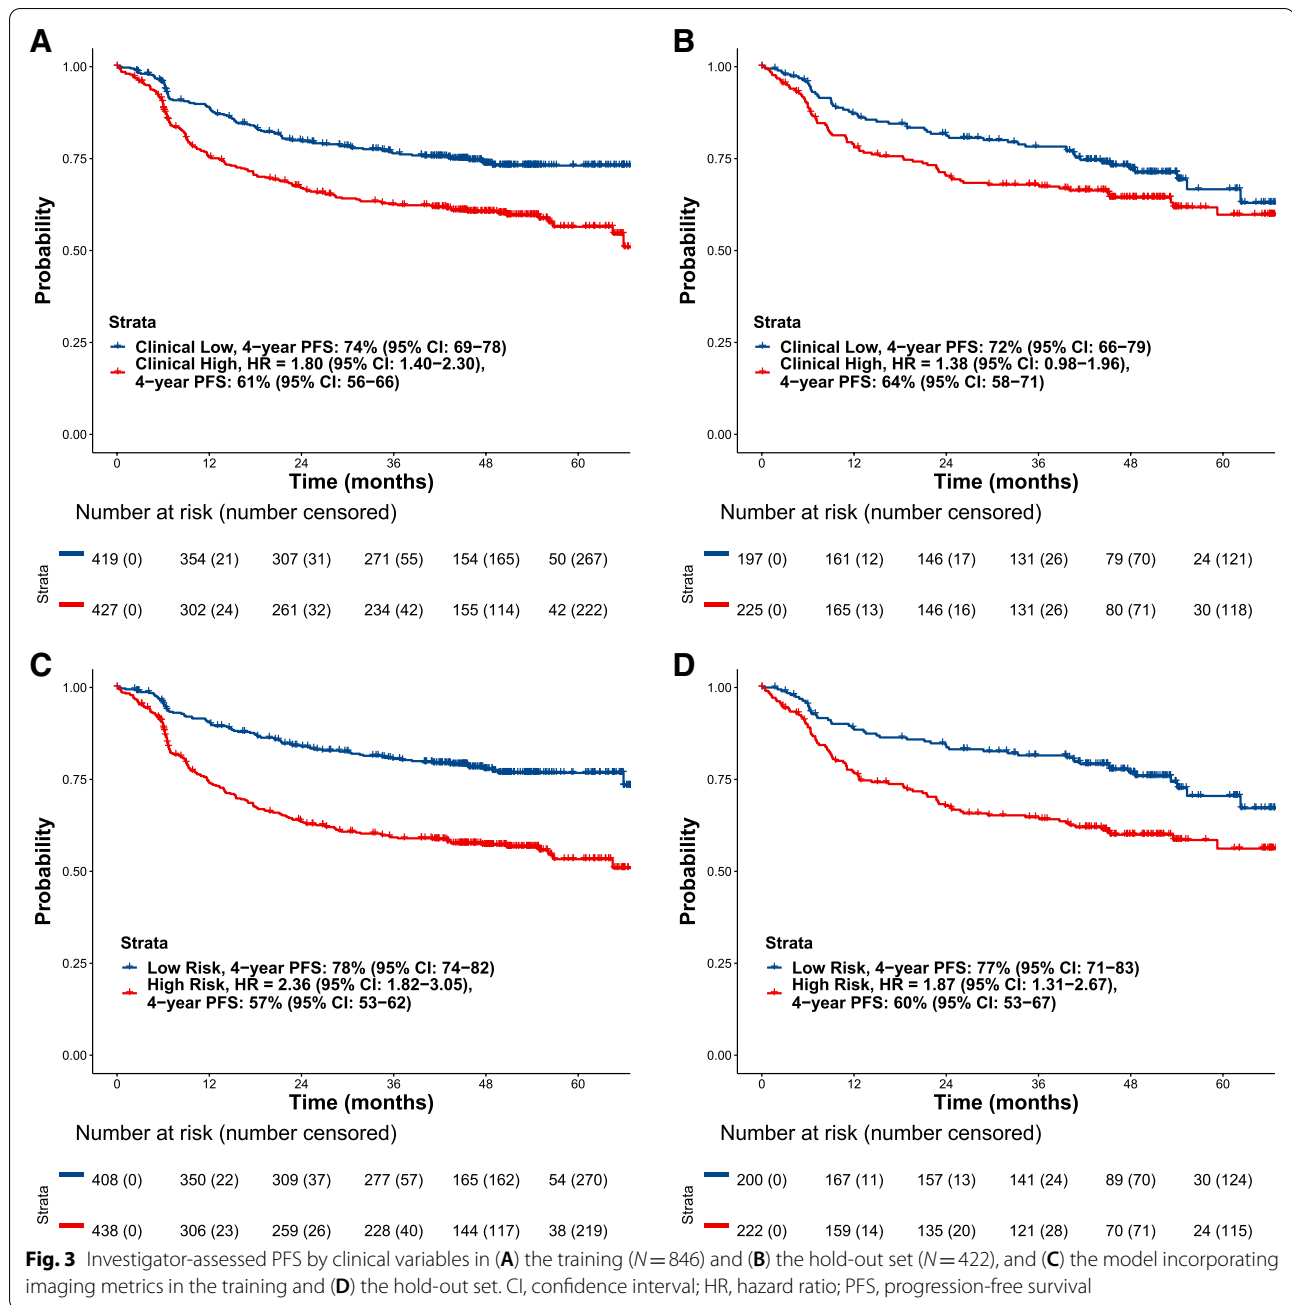 A
1.00
0.75
0.50
0.25
0.00
Probability
Strata
Clinical Low, 4−year PFS: 74% (95% CI: 69−78)
Clinical High, HR = 1.80 (95% CI: 1.40−2.30),
4−year PFS: 61% (95% CI: 56−66)
0 12 24 36 48 60
Time (months)
Number at risk (number censored)
Strata
419 (0) 354 (21) 307 (31) 271 (55) 154 (165) 50 (267)
427 (0) 302 (24) 261 (32) 234 (42) 155 (114) 42 (222)
B
1.00
0.75
0.50
0.25
0.00
Probability
Strata
Clinical Low, 4−year PFS: 72% (95% CI: 66−79)
Clinical High, HR = 1.38 (95% CI: 0.98−1.96),
4−year PFS: 64% (95% CI: 58−71)
0 12 24 36 48 60
Time (months)
Number at risk (number censored)
Strata
197 (0) 161 (12) 146 (17) 131 (26) 79 (70) 24 (121)
225 (0) 165 (13) 146 (16) 131 (26) 80 (71) 30 (118)
C
1.00
0.75
0.50
0.25
0.00
Probability
Strata
Low Risk, 4−year PFS: 78% (95% CI: 74−82)
High Risk, HR = 2.36 (95% CI: 1.82−3.05),
4−year PFS: 57% (95% CI: 53−62)
0 12 24 36 48 60
Time (months)
Number at risk (number censored)
Strata
408 (0) 350 (22) 309 (37) 277 (57) 165 (162) 54 (270)
438 (0) 306 (23) 259 (26) 228 (40) 144 (117) 38 (219)
D
1.00
0.75
0.50
0.25
0.00
Probability
Strata
Low Risk, 4−year PFS: 77% (95% CI: 71−83)
High Risk, HR = 1.87 (95% CI: 1.31−2.67),
4−year PFS: 60% (95% CI: 53−67)
0 12 24 36 48 60
Time (months)
Number at risk (number censored)
Strata
200 (0) 167 (11) 157 (13) 141 (24) 89 (70) 30 (124)
222 (0) 159 (14) 135 (20) 121 (28) 70 (71) 24 (115)
Fig. 3 Investigator-assessed PFS by clinical variables in (A) the training (N = 846) and (B) the hold-out set (N = 422), and (C) the model incorporating
imaging metrics in the training and (D) the hold-out set. CI, confidence interval; HR, hazard ratio; PFS, progression-free survival